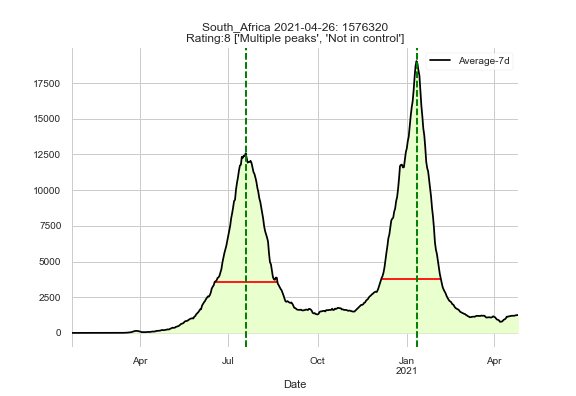 South_Africa 2021-04-26: 1576320
Rating:8 ['Multiple peaks', 'Not in control']
Average-7d
17500
15000
12500
10000
7500
5000
2500
0
Apr
Jul
Oct
Jan
2021
Apr
Date